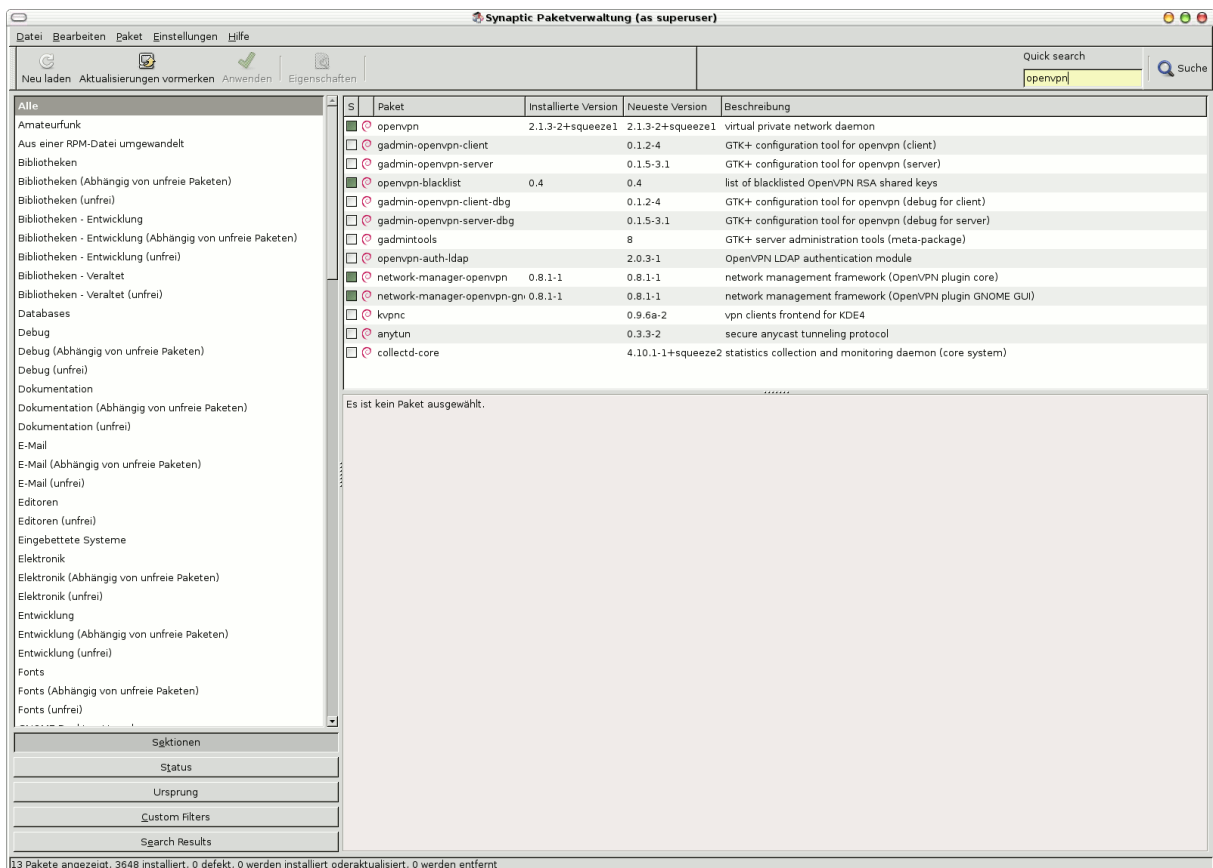 Synaptic Paketverwaltung (as superuser)
Datei Bearbeiten Paket Einstellungen Hilfe
Neu laden Aktualisierungen vormerken Anwenden Eigenschaften
Quick search
openvpn
Suche
Alle
Amateurfunk
Aus einer RPM-Datei umgewandelt
Bibliotheken
Bibliotheken (Abhängig von unfreie Paketen)
Bibliotheken (unfrei)
Bibliotheken - Entwicklung
Bibliotheken - Entwicklung (Abhängig von unfreie Paketen)
Bibliotheken - Entwicklung (unfrei)
Bibliotheken - Veraltet
Bibliotheken - Veraltet (unfrei)
Databases
Debug
Debug (Abhängig von unfreie Paketen)
Debug (unfrei)
Dokumentation
Dokumentation (Abhängig von unfreie Paketen)
Dokumentation (unfrei)
E-Mail
E-Mail (Abhängig von unfreie Paketen)
E-Mail (unfrei)
Editoren
Editoren (unfrei)
Eingebettete Systeme
Elektronik
Elektronik (Abhängig von unfreie Paketen)
Elektronik (unfrei)
Entwicklung
Entwicklung (Abhängig von unfreie Paketen)
Entwicklung (unfrei)
Fonts
Fonts (Abhängig von unfreie Paketen)
Fonts (unfrei)
Sektionen
Status
Ursprung
Custom Filters
Search Results
S Paket Installierte Version Neueste Version Beschreibung
openvpn 2.1.3-2+squeeze1 2.1.3-2+squeeze1 virtual private network daemon
gadmin-openvpn-client 0.1.2-4 GTK+ configuration tool for openvpn (client)
gadmin-openvpn-server 0.1.5-3.1 GTK+ configuration tool for openvpn (server)
openvpn-blacklist 0.4 0.4 list of blacklisted OpenVPN RSA shared keys
gadmin-openvpn-client-dbg 0.1.2-4 GTK+ configuration tool for openvpn (debug for client)
gadmin-openvpn-server-dbg 0.1.5-3.1 GTK+ configuration tool for openvpn (debug for server)
gadmintools 8 GTK+ server administration tools (meta-package)
openvpn-auth-ldap 2.0.3-1 OpenVPN LDAP authentication module
network-manager-openvpn 0.8.1-1 0.8.1-1 network management framework (OpenVPN plugin core)
network-manager-openvpn-gn 0.8.1-1 0.8.1-1 network management framework (OpenVPN plugin GNOME GUI)
kvpnc 0.9.6a-2 vpn clients frontend for KDE4
anytun 0.3.3-2 secure anycast tunneling protocol
collectd-core 4.10.1-1+squeeze2 statistics collection and monitoring daemon (core system)
Es ist kein Paket ausgewählt.
13 Pakete angezeigt, 3648 installiert, 0 defekt, 0 werden installiert oderaktualisiert, 0 werden entfernt